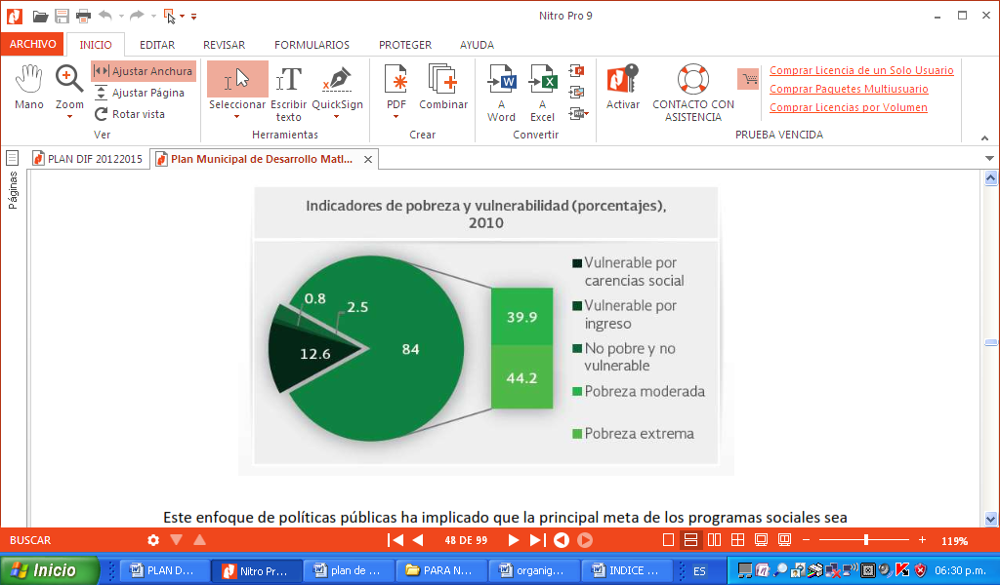 Nitro Pro 9
ARCHIVO INICIO EDITAR REVISAR FORMULARIOS PROTEGER AYUDA
Mano
Zoom
Ajustar Anchura
Ajustar Página
Rotar vista
Ver
Seleccionar
Escribir
texto
QuickSign
Herramientas
PDF
Combinar
Crear
A
Word
A
Excel
Convertir
Activar
CONTACTO CON
ASISTENCIA
Comprar Licencia de un Solo Usuario
Comprar Paquetes Multiusuario
Comprar Licencias por Volumen
PRUEBA VENCIDA
PLAN DIF 20122015
Plan Municipal de Desarrollo Matl...
Páginas
Indicadores de pobreza y vulnerabilidad (porcentajes),
2010
0.8
2.5
12.6
84
39.9
44.2
Vulnerable por
carencias social
Vulnerable por
ingreso
No pobre y no
vulnerable
Pobreza moderada
Pobreza extrema
Este enfoque de políticas públicas ha implicado que la principal meta de los programas sociales sea
BUSCAR
48 DE 99
119%
Inicio
PLAN D...
Nitro Pr...
plan de ...
PARA N...
organig...
INDICE ...
ES
06:30 p.m.